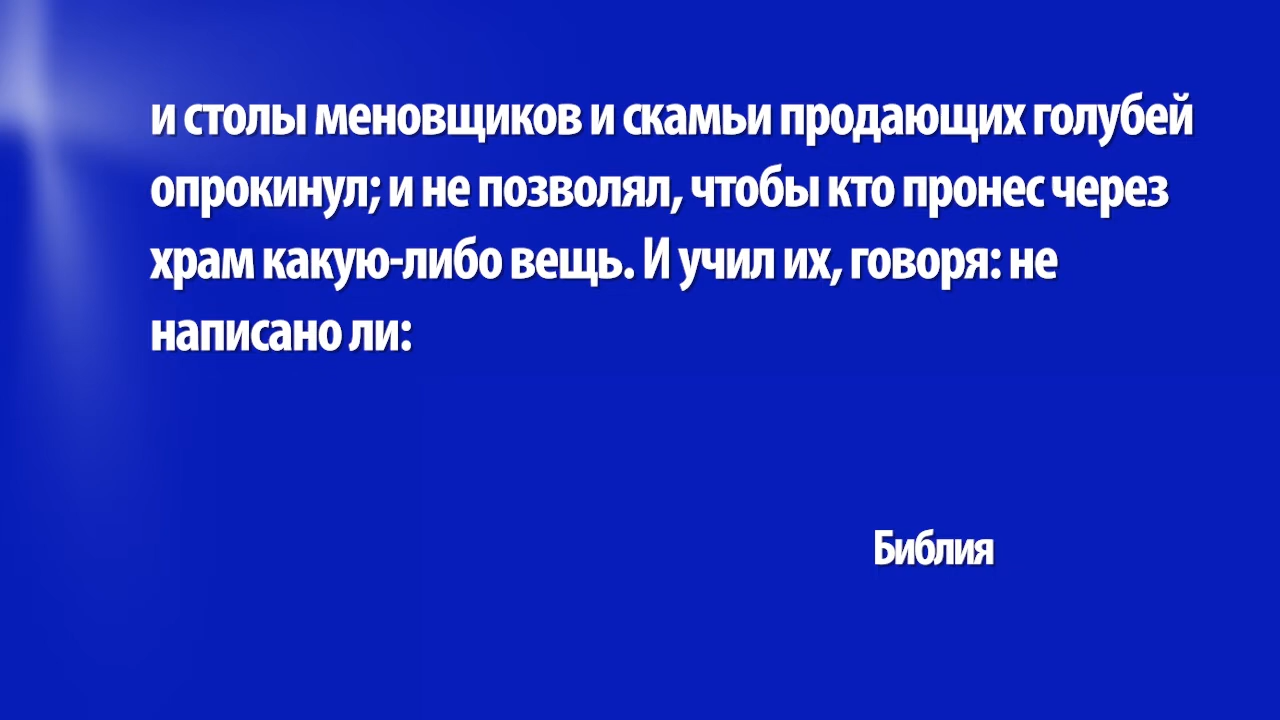 и столы меновщиков и скамьи продающих голубей
опрокинул; и не позволял, чтобы кто пронес через
храм какую-либо вещь. И учил их, говоря: не
написано ли:
Библия